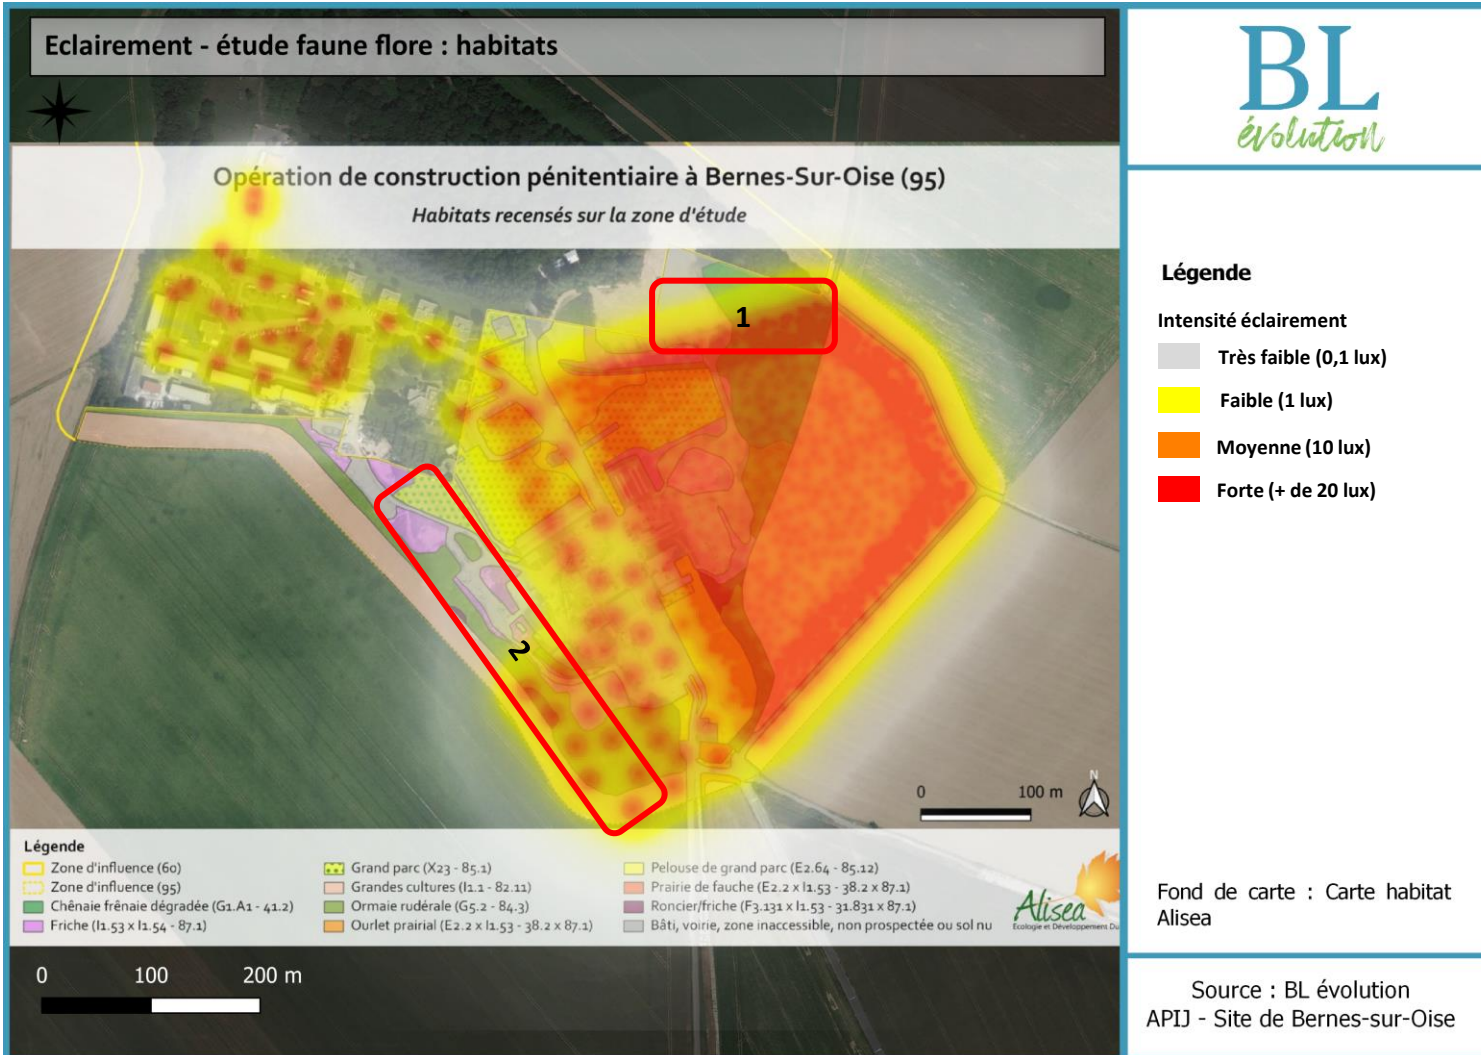 Eclairement - étude faune flore : habitats
Opération de construction pénitentiaire à Bernes-Sur-Oise (95)
Habitats recensés sur la zone d'étude
1
2
0 100 m
N
Légende
Zone d'influence (60)
Zone d'influence (95)
Chênaie frênaie dégradée (G1.A1 - 41.2)
Friche (I1.53 x I1.54 - 87.1)
Grand parc (X23 - 85.1)
Grandes cultures (I1.1 - 82.11)
Ormaie rudérale (G5.2 - 84.3)
Ourlet prairial (E2.2 x I1.53 - 38.2 x 87.1)
Pelouse de grand parc (E2.64 - 85.12)
Prairie de fauche (E2.2 x I1.53 - 38.2 x 87.1)
Roncier/friche (F3.131 x I1.53 - 31.831 x 87.1)
Bâti, voirie, zone inaccessible, non prospectée ou sol nu
Alisea
Ecologie et Développement Du
0 100 200 m
BL
évolution
Légende
Intensité éclairement
Très faible (0,1 lux)
Faible (1 lux)
Moyenne (10 lux)
Forte (+ de 20 lux)
Fond de carte : Carte habitat
Alisea
Source : BL évolution
APIJ - Site de Bernes-sur-Oise